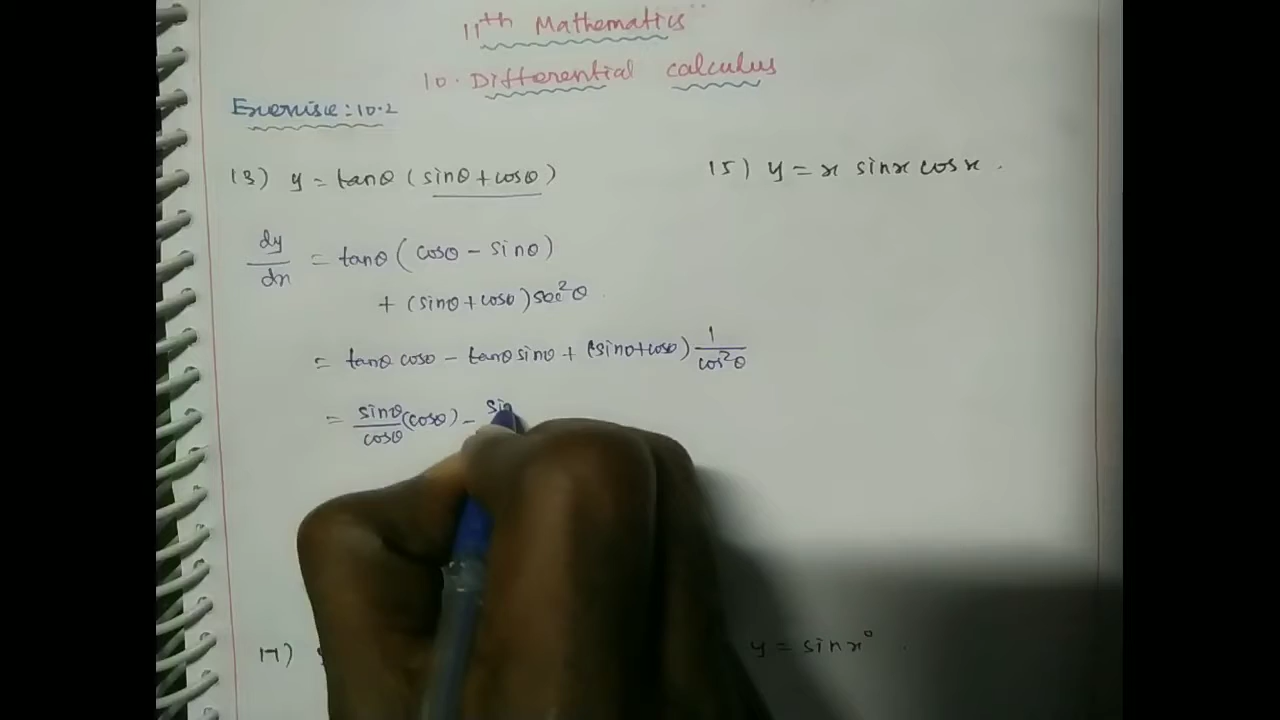 11th Mathematics
10. Differential calculus
Exercise: 10.2
13) y = tanθ (sinθ + cosθ)
dy/dx = tanθ (cosθ - sinθ)
+ (sinθ + cosθ) sec²θ
= tanθ cosθ - tanθ sinθ + (sinθ + cosθ) 1/cos²θ
= sinθ/cosθ (cosθ) - sin
15) y = x sinx cosx.
17)
y = sin x°